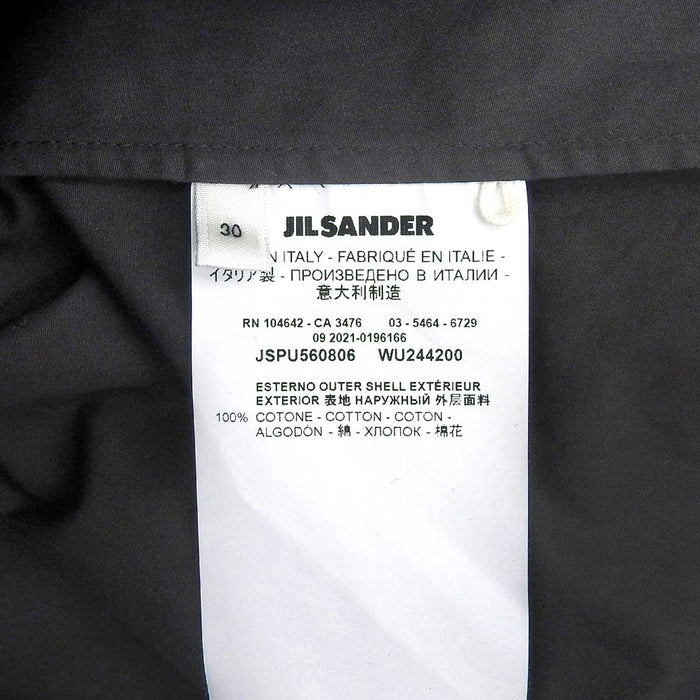 30
JIL SANDER
N ITALY - FABRIQUÉ EN ITALIE -
イタリア製 - ПРОИЗВЕДЕНО В ИТАЛИИ -
意大利制造
RN 104642 - CA 3476 03 - 5464 - 6729
09 2021-0196166
JSPU560806 WU244200
ESTERNO OUTER SHELL EXTÉRIEUR
EXTERIOR 表地 НАРУЖНЫЙ 外层面料
100% COTONE - COTTON - COTON -
ALGODÓN - 綿 - ХЛОПОК - 棉花